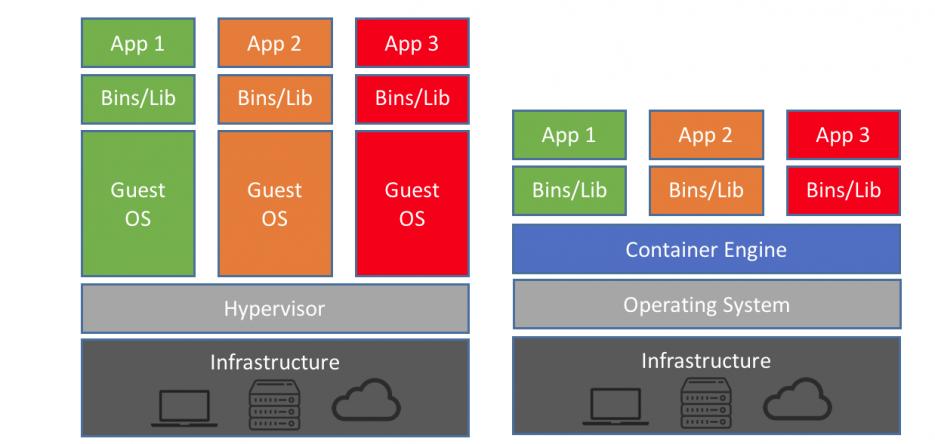 App 1
App 2
App 3
Bins/Lib
Bins/Lib
Bins/Lib
Guest
OS
Guest
OS
Guest
OS
Hypervisor
Infrastructure
App 1
App 2
App 3
Bins/Lib
Bins/Lib
Bins/Lib
Container Engine
Operating System
Infrastructure